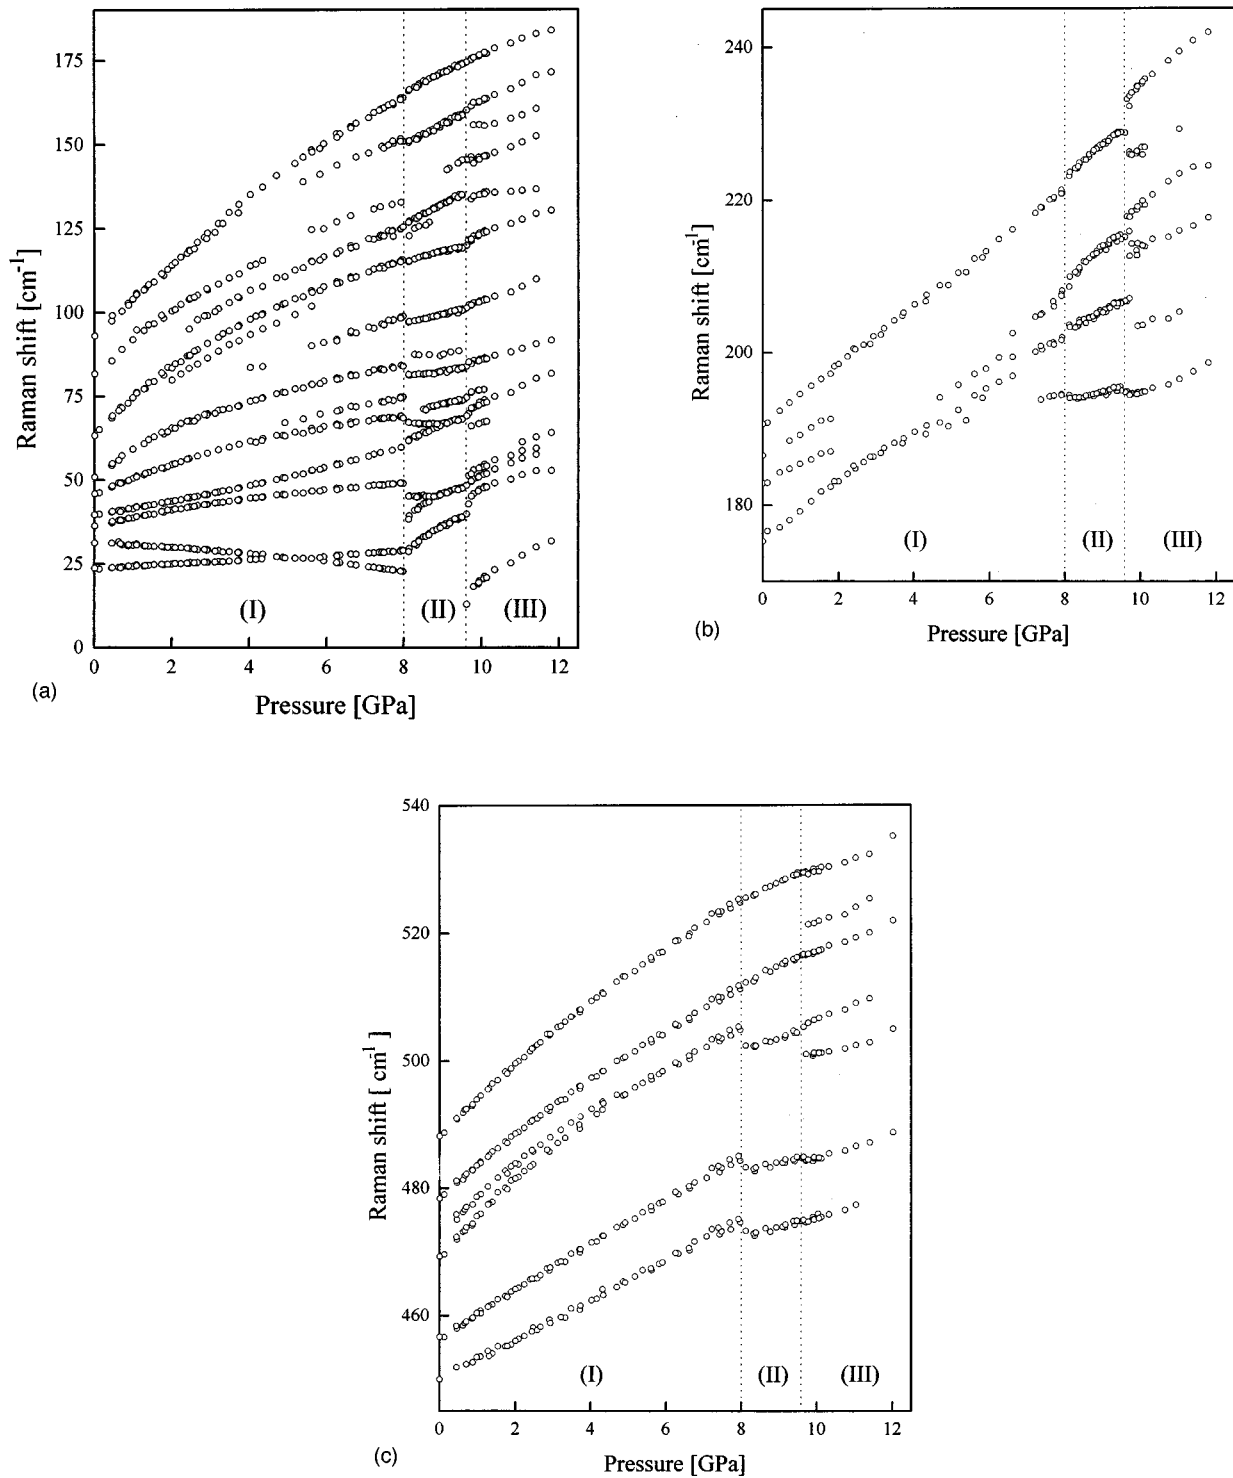 175
150
125
100
75
50
25
0
Raman shift [cm-1]
(I)
(II)
(III)
0 2 4 6 8 10 12
(a)
Pressure [GPa]
240
220
200
180
Raman shift [cm-1]
(I)
(II)
(III)
0 2 4 6 8 10 12
(b)
Pressure [GPa]
540
520
500
480
460
Raman shift [ cm-1 ]
(I)
(II)
(III)
0 2 4 6 8 10 12
(c)
Pressure [GPa]